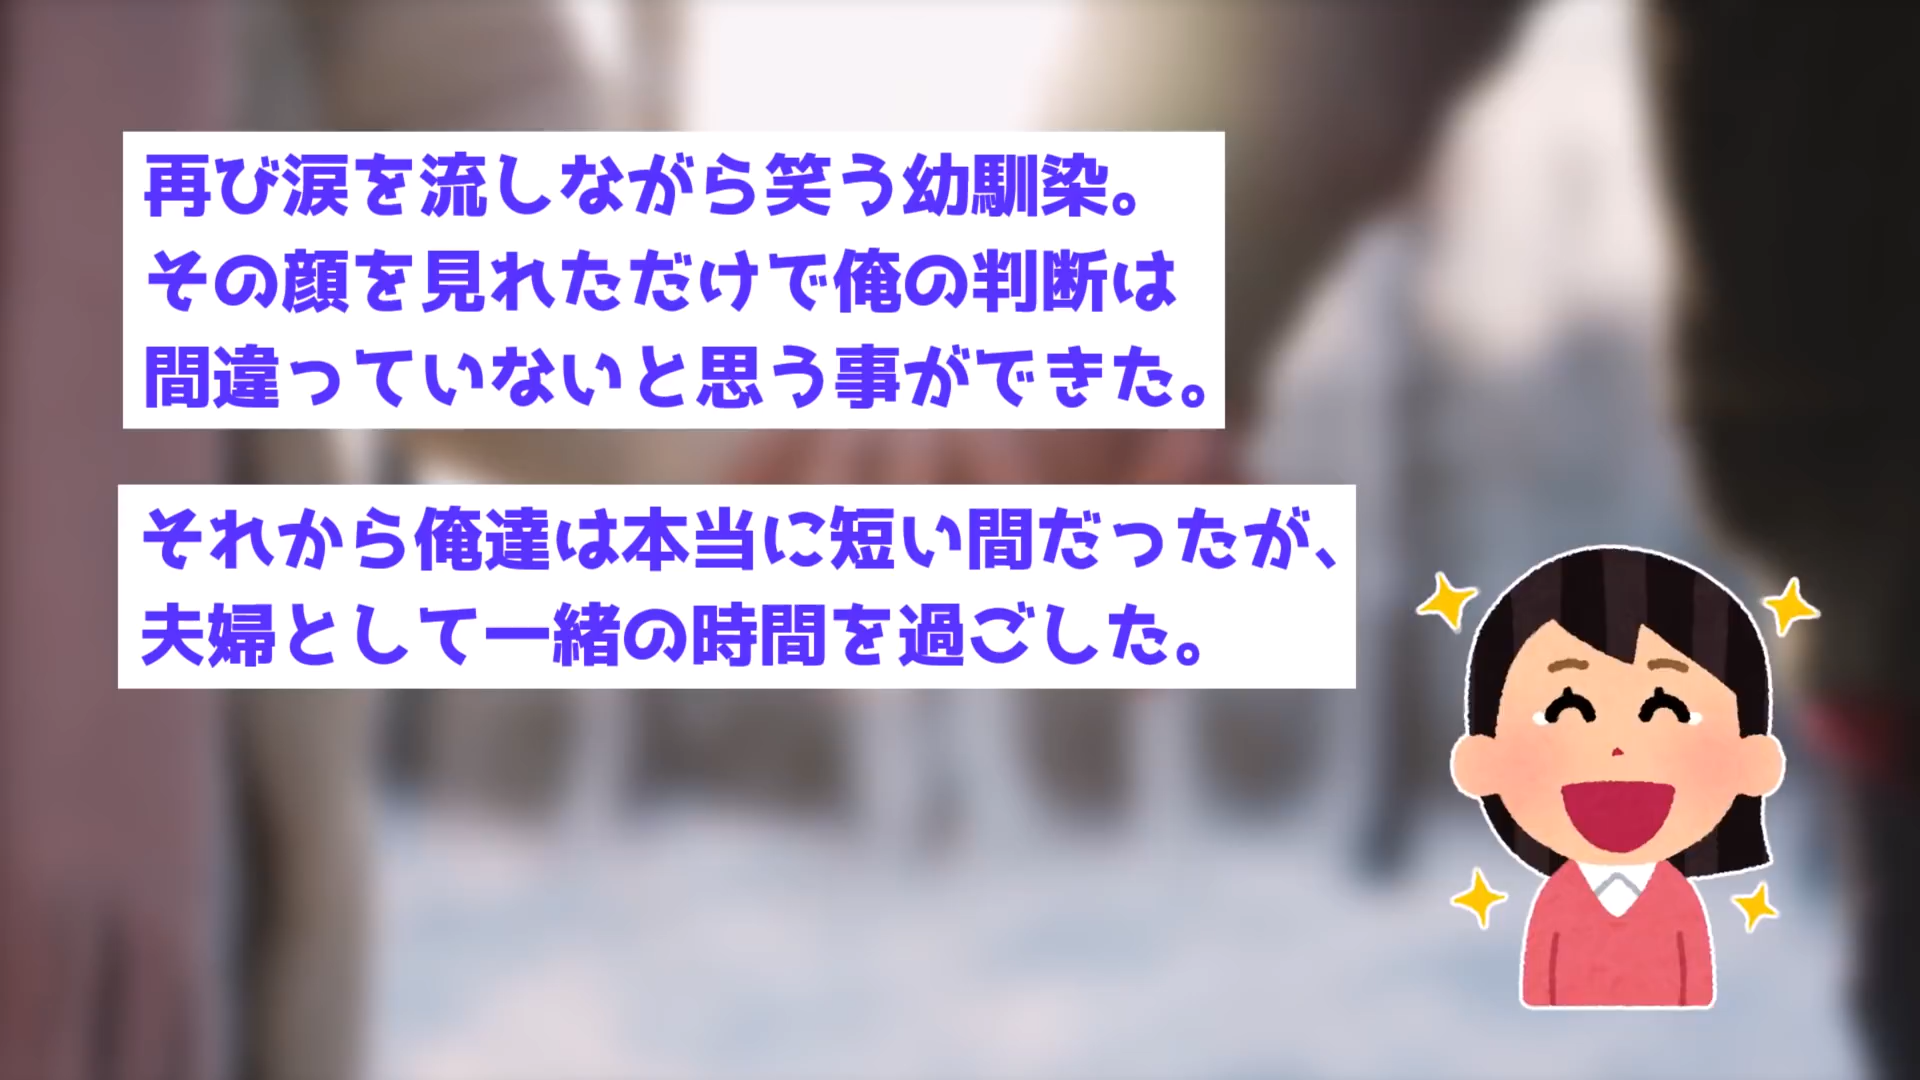 再び涙を流しながら笑う幼馴染。
その顔を見れただけで俺の判断は
間違っていないと思う事ができた。
それから俺達は本当に短い間だったが、
夫婦として一緒の時間を過ごした。